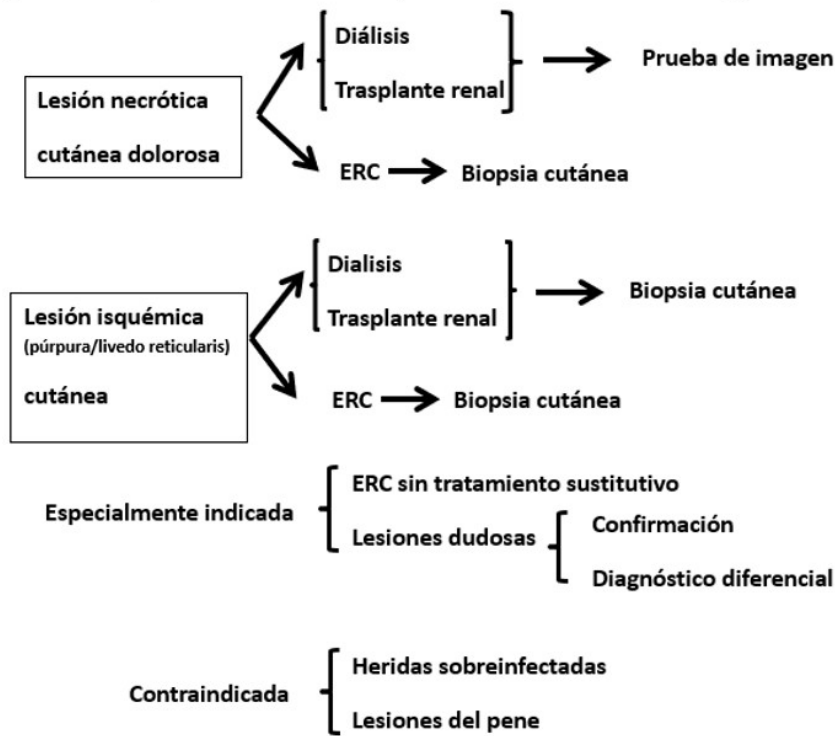 Diálisis
Trasplante renal
Prueba de imagen
Lesión necrótica
cutánea dolorosa
ERC
Biopsia cutánea
Dialisis
Trasplante renal
Biopsia cutánea
Lesión isquémica
(púrpura/livedo reticularis)
cutánea
ERC
Biopsia cutánea
Especialmente indicada
ERC sin tratamiento sustitutivo
Lesiones dudosas
Confirmación
Diagnóstico diferencial
Contraindicada
Heridas sobreinfectadas
Lesiones del pene